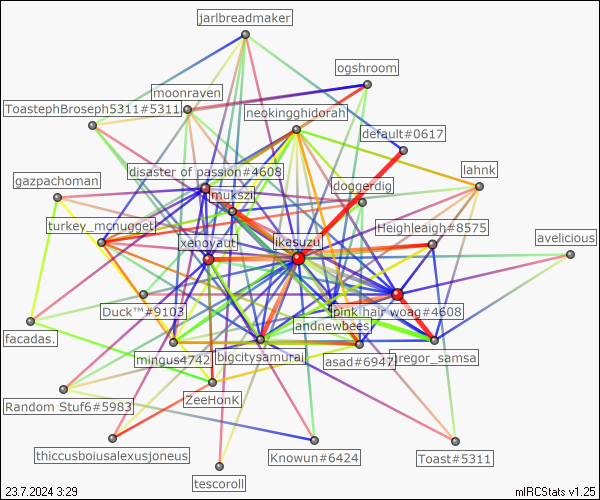 jarlbreadmaker
ogshroom
moonraven
ToastephBroseph5311#5311
neokingghidorah
default#0617
disaster of passion#4608
lahnk
gazpachoman
doggerdig
mukszi
turkey_mcnugget
Heighleaigh#8575
xenoyaut
ikasuzu
avelicious
Duck™#9103
pink hair woag#4608
andnewbees
facadas.
mingus4742
bigcitysamurai
asad#6947
gregor_samsa
Random Stuf6#5983
ZeeHonK
thiccusboiusalexusjoneus
Knowun#6424
Toast#5311
tescoroll
23.7.2024 3:29
mIRCStats v1.25